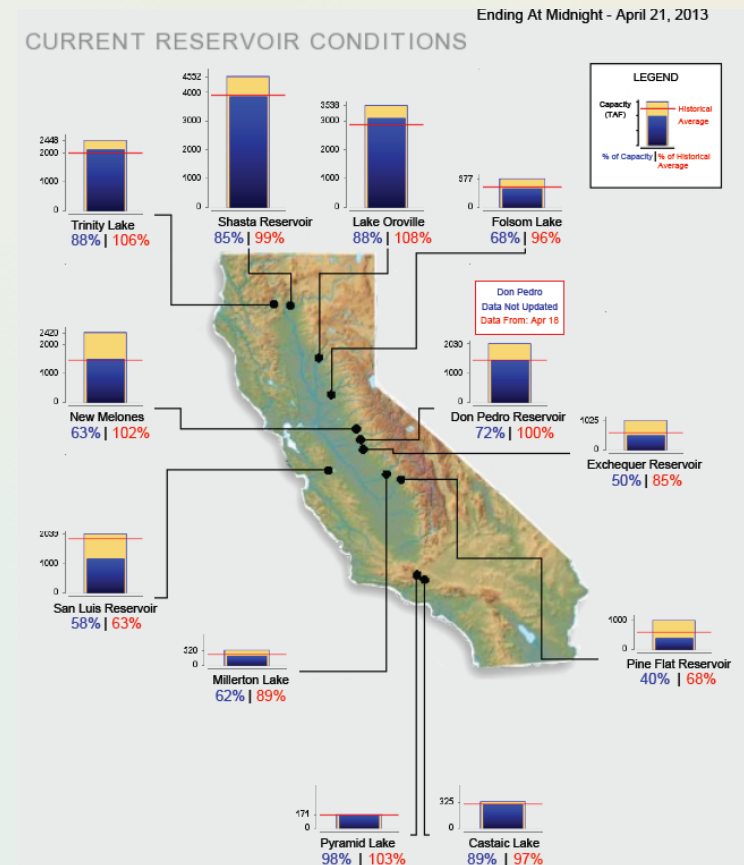 Ending At Midnight - April 21, 2013
CURRENT RESERVOIR CONDITIONS
LEGEND
Capacity
(TAF)
Historical
Average
% of Capacity | % of Historical
Average
2448
2000
1000
0
Trinity Lake
88% | 106%
4552
4000
3000
2000
1000
0
Shasta Reservoir
85% | 99%
3538
3000
2000
1000
0
Lake Oroville
88% | 108%
977
0
Folsom Lake
68% | 96%
Don Pedro
Data Not Updated
Data From: Apr 18
2420
2000
1000
0
New Melones
63% | 102%
2030
1000
0
Don Pedro Reservoir
72% | 100%
1025
0
Exchequer Reservoir
50% | 85%
2039
1000
0
San Luis Reservoir
58% | 63%
520
0
Millerton Lake
62% | 89%
1000
0
Pine Flat Reservoir
40% | 68%
171
0
Pyramid Lake
98% | 103%
325
0
Castaic Lake
89% | 97%